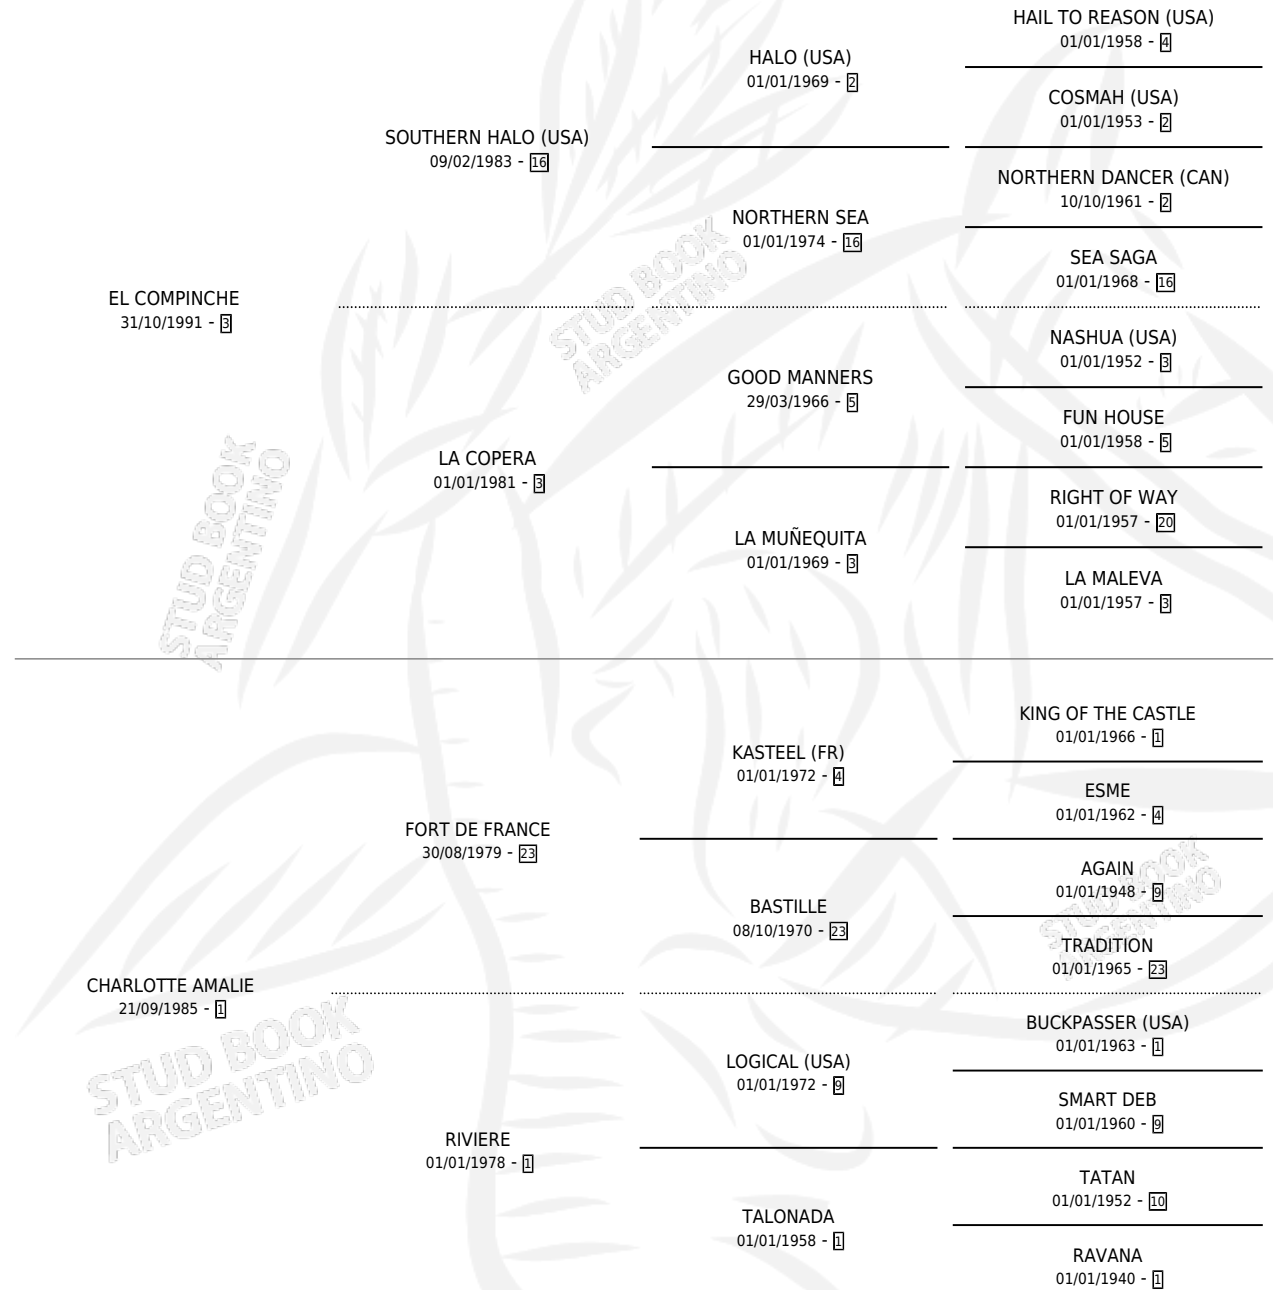 HAIL TO REASON (USA)
01/01/1958 - 4
HALO (USA)
01/01/1969 - 2
COSMAH (USA)
01/01/1953 - 2
SOUTHERN HALO (USA)
09/02/1983 - 16
NORTHERN DANCER (CAN)
10/10/1961 - 2
NORTHERN SEA
01/01/1974 - 16
SEA SAGA
01/01/1968 - 16
EL COMPINCHE
31/10/1991 - 3
NASHUA (USA)
01/01/1952 - 3
GOOD MANNERS
29/03/1966 - 5
FUN HOUSE
01/01/1958 - 5
LA COPERA
01/01/1981 - 3
RIGHT OF WAY
01/01/1957 - 20
LA MUÑEQUITA
01/01/1969 - 3
LA MALEVA
01/01/1957 - 3
STUD BOOK
ARGENTINO
STUD BOOK
ARGENTINO
KING OF THE CASTLE
01/01/1966 - 1
KASTEEL (FR)
01/01/1972 - 4
ESME
01/01/1962 - 4
FORT DE FRANCE
30/08/1979 - 23
AGAIN
01/01/1948 - 9
BASTILLE
08/10/1970 - 23
TRADITION
01/01/1965 - 23
CHARLOTTE AMALIE
21/09/1985 - 1
BUCKPASSER (USA)
01/01/1963 - 1
LOGICAL (USA)
01/01/1972 - 9
SMART DEB
01/01/1960 - 9
RIVIERE
01/01/1978 - 1
TATAN
01/01/1952 - 10
TALONADA
01/01/1958 - 1
RAVANA
01/01/1940 - 1
STUD BOOK
ARGENTINO
STUD BOOK
ARGENTINO